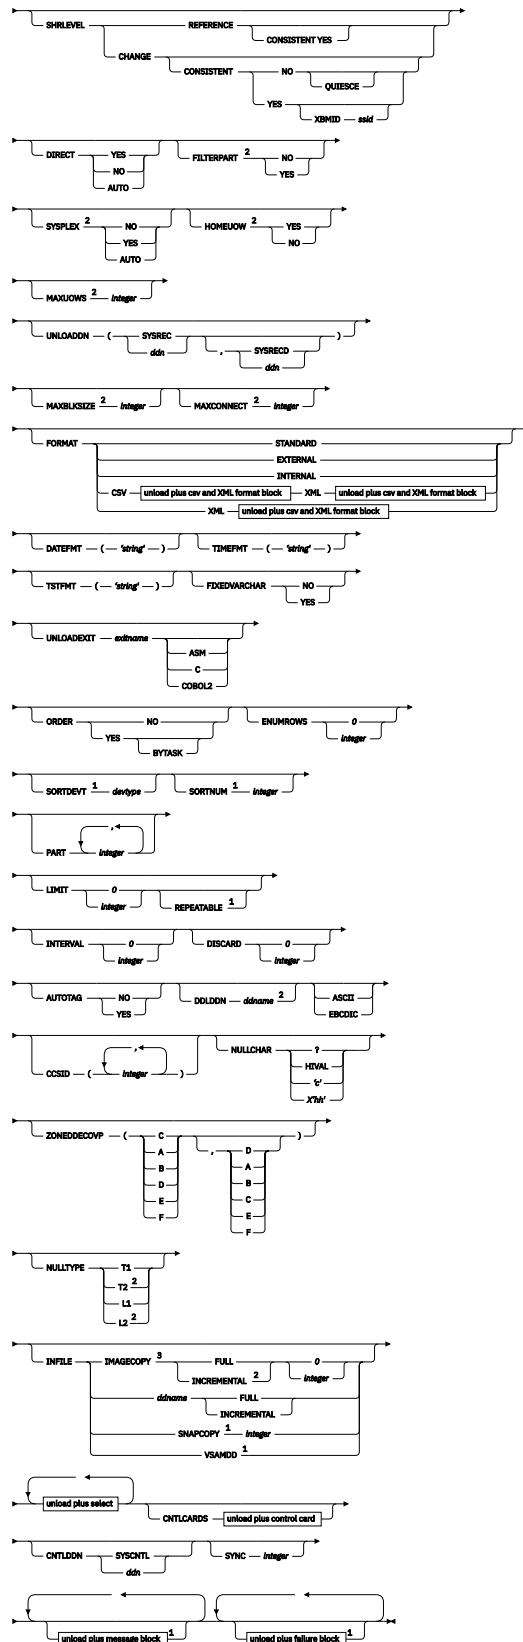 SHRLEVEL REFERENCE
CONSISTENT YES
CHANGE
CONSISTENT NO
QUIESCE
YES
XBMID ssid
DIRECT YES FILTERPART 2 NO
NO YES
AUTO
SYSPLEX 2 NO HOMEUOW 2 YES
YES NO
AUTO
MAXUOWS 2 integer
UNLOADDN ( SYSREC , SYSRECD )
ddn ddn
MAXBLKSIZE 2 integer MAXCONNECT 2 integer
FORMAT STANDARD
EXTERNAL
INTERNAL
CSV unload plus csv and XML format block XML unload plus csv and XML format block
XML unload plus csv and XML format block
DATEFMT ( 'string' ) TIMEFMT ( 'string' )
TSTFMT ( 'string' ) FIXEDVARCHAR NO
YES
UNLOADEXIT exitname
ASM
C
COBOL2
ORDER NO ENUMROWS 0
YES integer
BYTASK
SORTDEVT 1 devtype SORTNUM 1 integer
,
PART integer
LIMIT 0
integer REPEATABLE 1
INTERVAL 0 DISCARD 0
integer integer
AUTOTAG NO DDLDDN ddname 2 ASCII
YES EBCDIC
, NULLCHAR ?
CCSID ( integer ) HIVAL
'c'
X'hh'
ZONEDDECOVP ( C , D )
A A
B B
D C
E E
F F
NULLTYPE T1
T2 2
L1
L2 2
INFILE IMAGECOPY 3 FULL 0
INCREMENTAL 2 integer
ddname FULL
INCREMENTAL
SNAPCOPY 1 integer
VSAMDD 1
unload plus select
CNTLCARDS unload plus control card
CNTLDDN SYSCNTL SYNC integer
ddn
unload plus message block 1 unload plus failure block 1